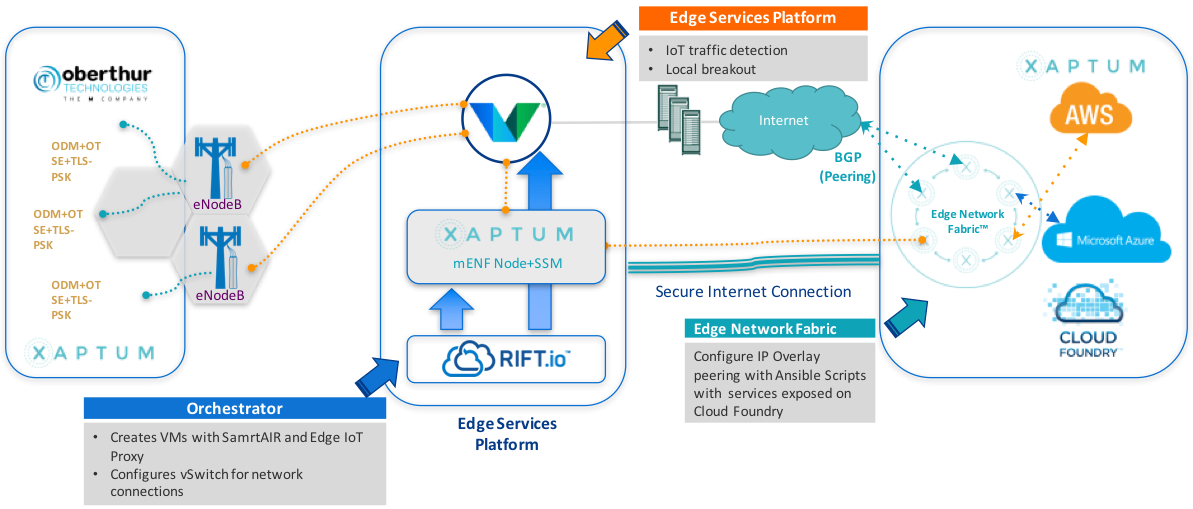 oberthur
TECHNOLOGIES
THE M COMPANY
ODM+OT
SE+TLS-
PSK
ODM+OT
SE+TLS-
PSK
ODM+OT
SE+TLS-
PSK
eNodeB
eNodeB
XAPTUM
Orchestrator
• Creates VMs with SamrtAIR and Edge IoT
Proxy
• Configures vSwitch for network
connections
XAPTUM
mENF Node+SSM
RIFT.io™
Edge Services
Platform
Edge Services Platform
• IoT traffic detection
• Local breakout
Internet
BGP
(Peering)
Secure Internet Connection
Edge Network Fabric
Configure IP Overlay
peering with Ansible Scripts
with services exposed on
Cloud Foundry
XAPTUM
AWS
Edge Network
Fabric™
Microsoft Azure
CLOUD
FOUNDRY™